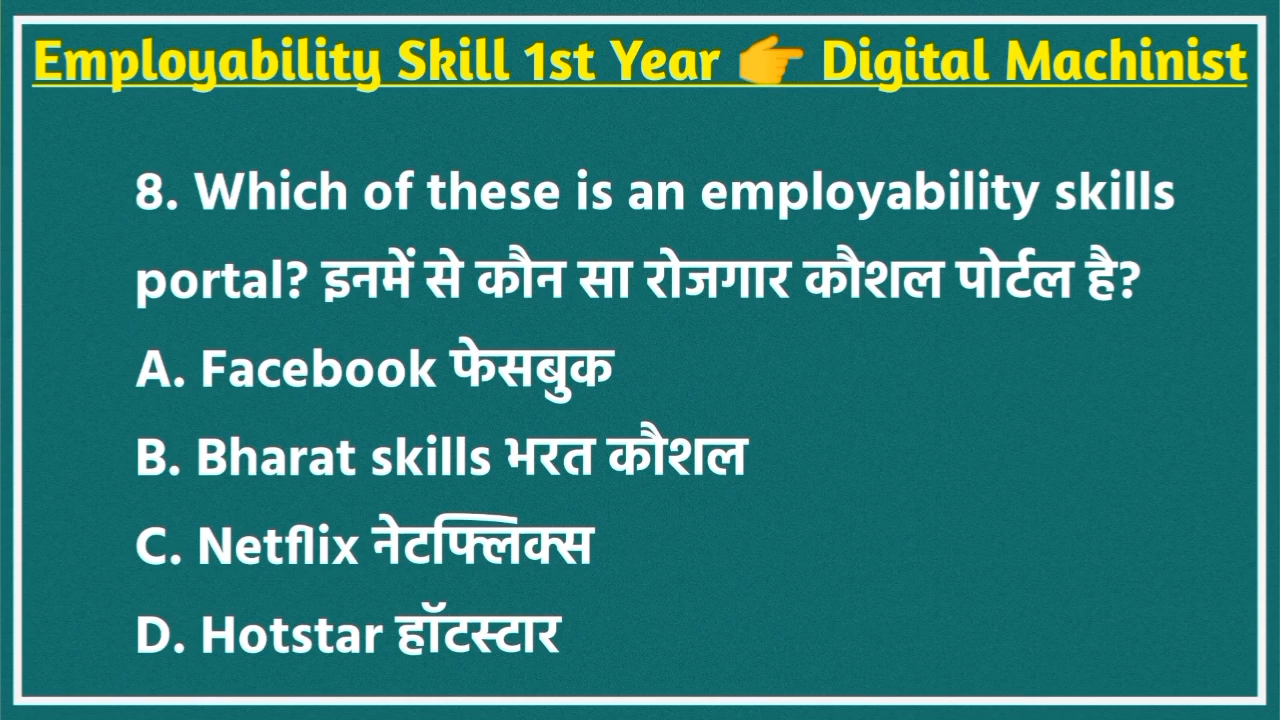 Employability Skill 1st Year 👉 Digital Machinist
8. Which of these is an employability skills
portal? इनमें से कौन सा रोजगार कौशल पोर्टल है?
A. Facebook फेसबुक
B. Bharat skills भरत कौशल
C. Netflix नेटफ्लिक्स
D. Hotstar हॉटस्टार